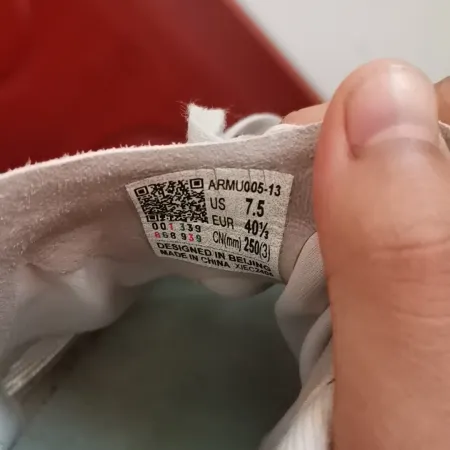 ARMU005-13
US 7.5
EUR 40⅓
CN(mm) 250(3)
001339
868939
DESIGNED IN BEIJING
MADE IN CHINA